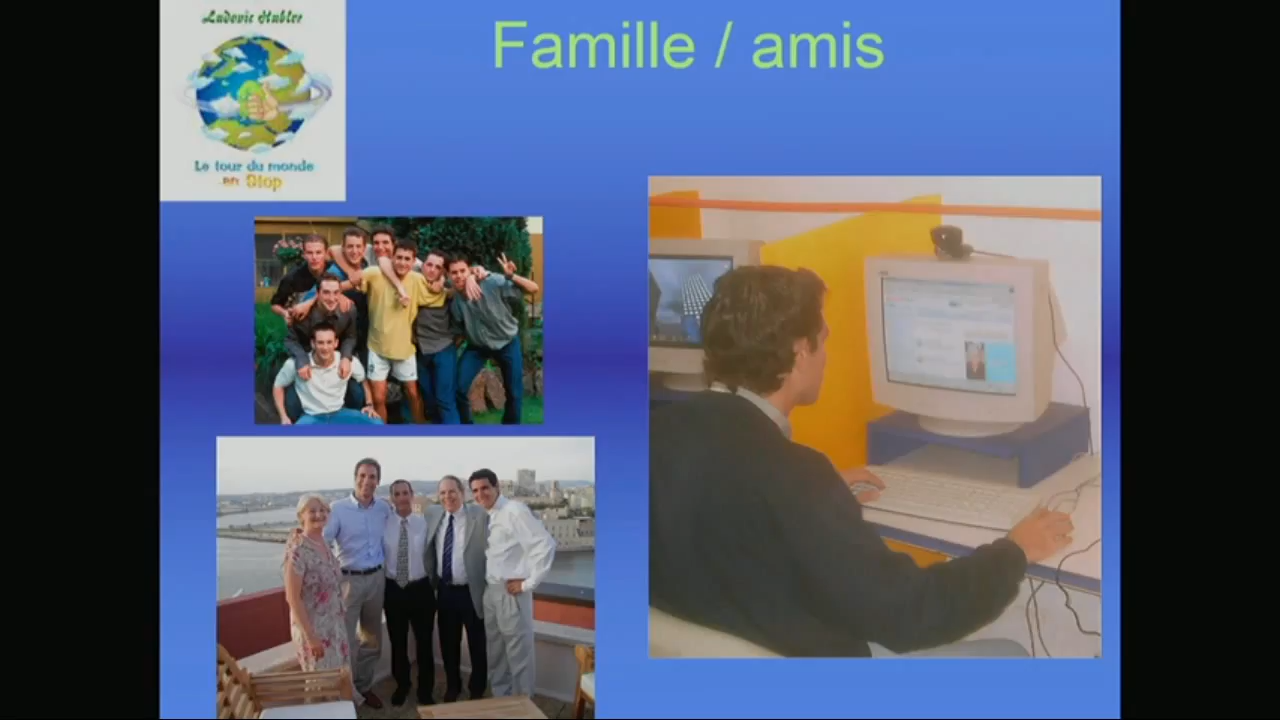 Ludovic Hubler
Famille / amis
Le tour du monde
en Stop